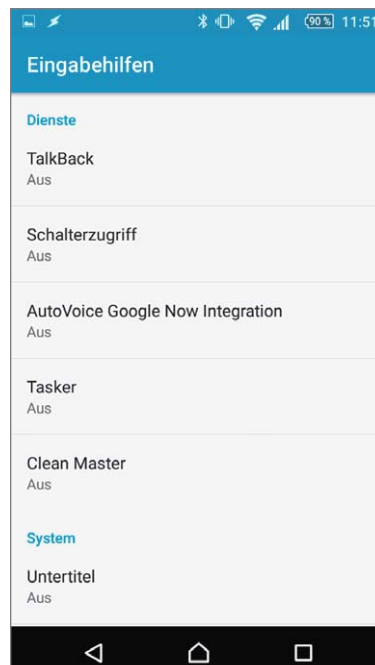 90 % 11:51
Eingabehilfen
Dienste
TalkBack
Aus
Schalterzugriff
Aus
AutoVoice Google Now Integration
Aus
Tasker
Aus
Clean Master
Aus
System
Untertitel
Aus